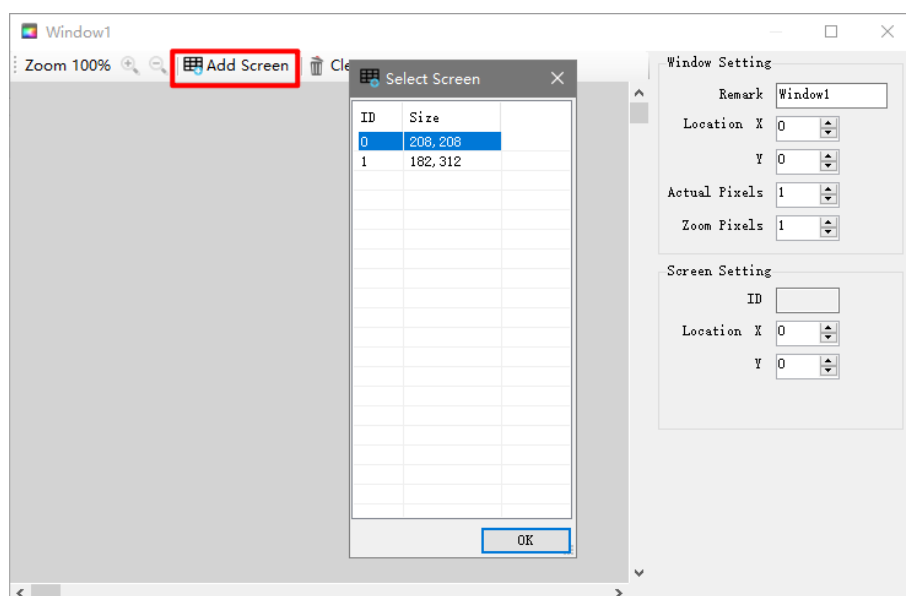 Window1
Zoom 100% Add Screen Cle
Select Screen
ID Size
0 208, 208
1 182, 312
OK
Window Setting
Remark Window1
Location X 0
Y 0
Actual Pixels 1
Zoom Pixels 1
Screen Setting
ID
Location X 0
Y 0